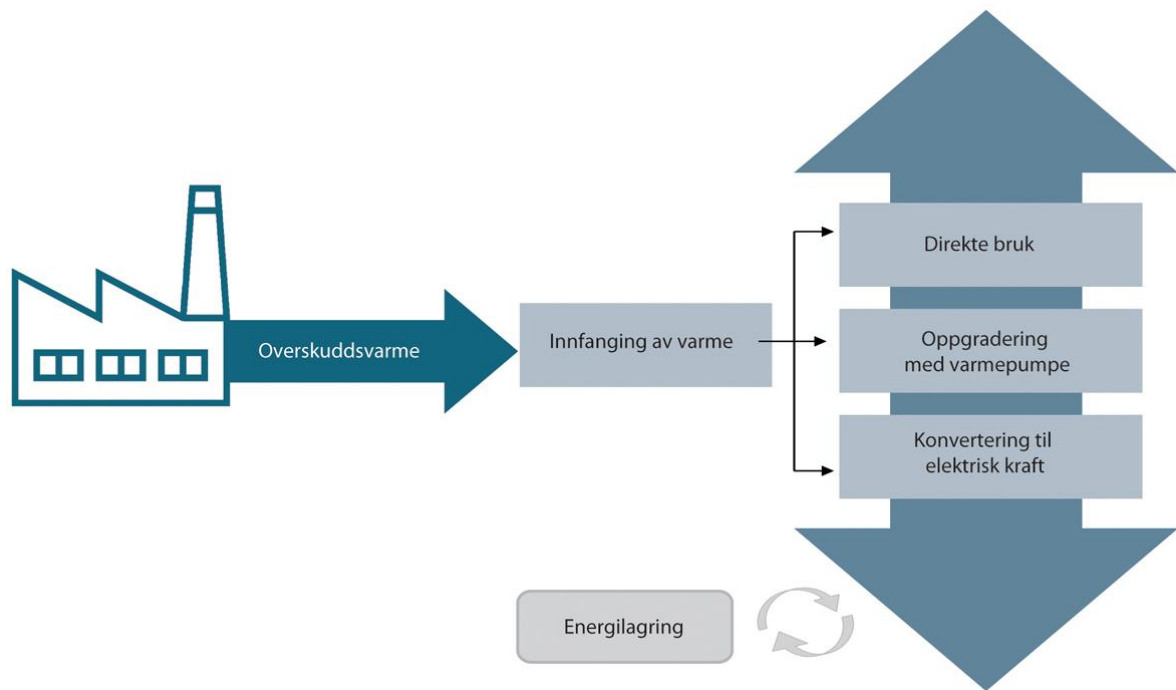 Overskuddsvarme
Innfanging av varme
Direkte bruk
Oppgradering
med varmepumpe
Konvertering til
elektrisk kraft
Energilagring